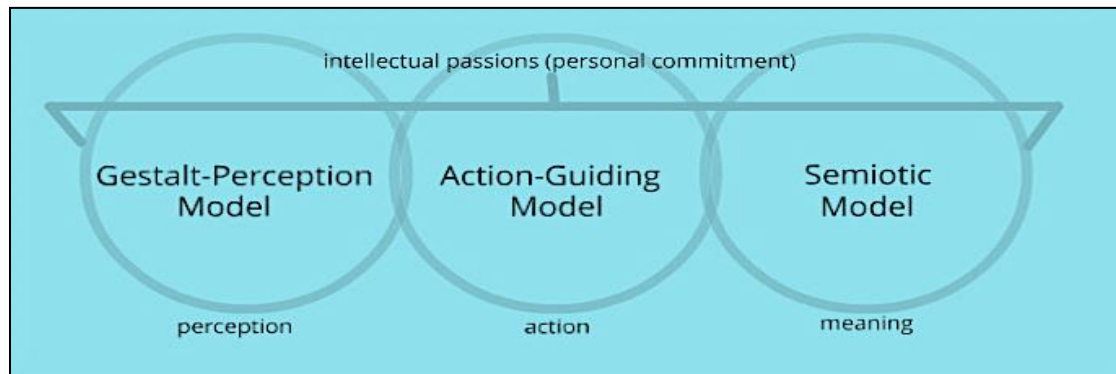 intellectual passions (personal commitment)
Gestalt-Perception
Model
Action-Guiding
Model
Semiotic
Model
perception
action
meaning